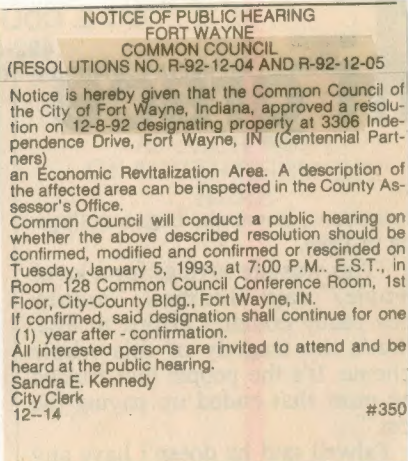 NOTICE OF PUBLIC HEARING
FORT WAYNE
COMMON COUNCIL
(RESOLUTIONS NO. R-92-12-04 AND R-92-12-05
Notice is hereby given that the Common Council of
the City of Fort Wayne, Indiana, approved a resolu-
tion on 12-8-92 designating property at 3306 Inde-
pendence Drive, Fort Wayne, IN (Centennial Part-
ners)
an Economic Revitalization Area. A description of
the affected area can be inspected in the County As-
sessor's Office.
Common Council will conduct a public hearing on
whether the above described resolution should be
confirmed, modified and confirmed or rescinded on
Tuesday, January 5, 1993, at 7:00 P.M.. E.S.T., in
Room 128 Common Council Conference Room, 1st
Floor, City-County Bldg., Fort Wayne, IN.
If confirmed, said designation shall continue for one
(1) year after - confirmation.
All interested persons are invited to attend and be
heard at the public hearing.
Sandra E. Kennedy
City Clerk
12--14 #350